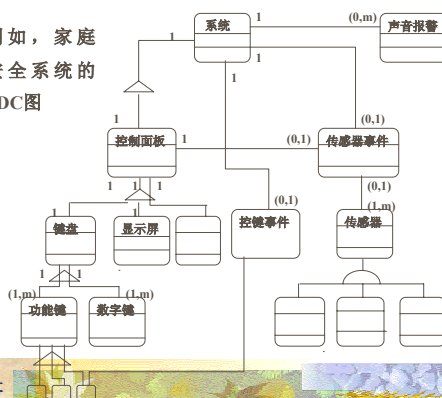 如，家庭
全系统的
DC图
系统
1
(0,m)
声音报警
1
1
1
1
1
(0,1)
控制面板
1
(0,1)
传感器事件
1
1
1
(0,1)
1
键盘
显示屏
(0,1)
控键事件
(1,m)
传感器
1
1
(1,m)
功能键
(1,m)
数字键